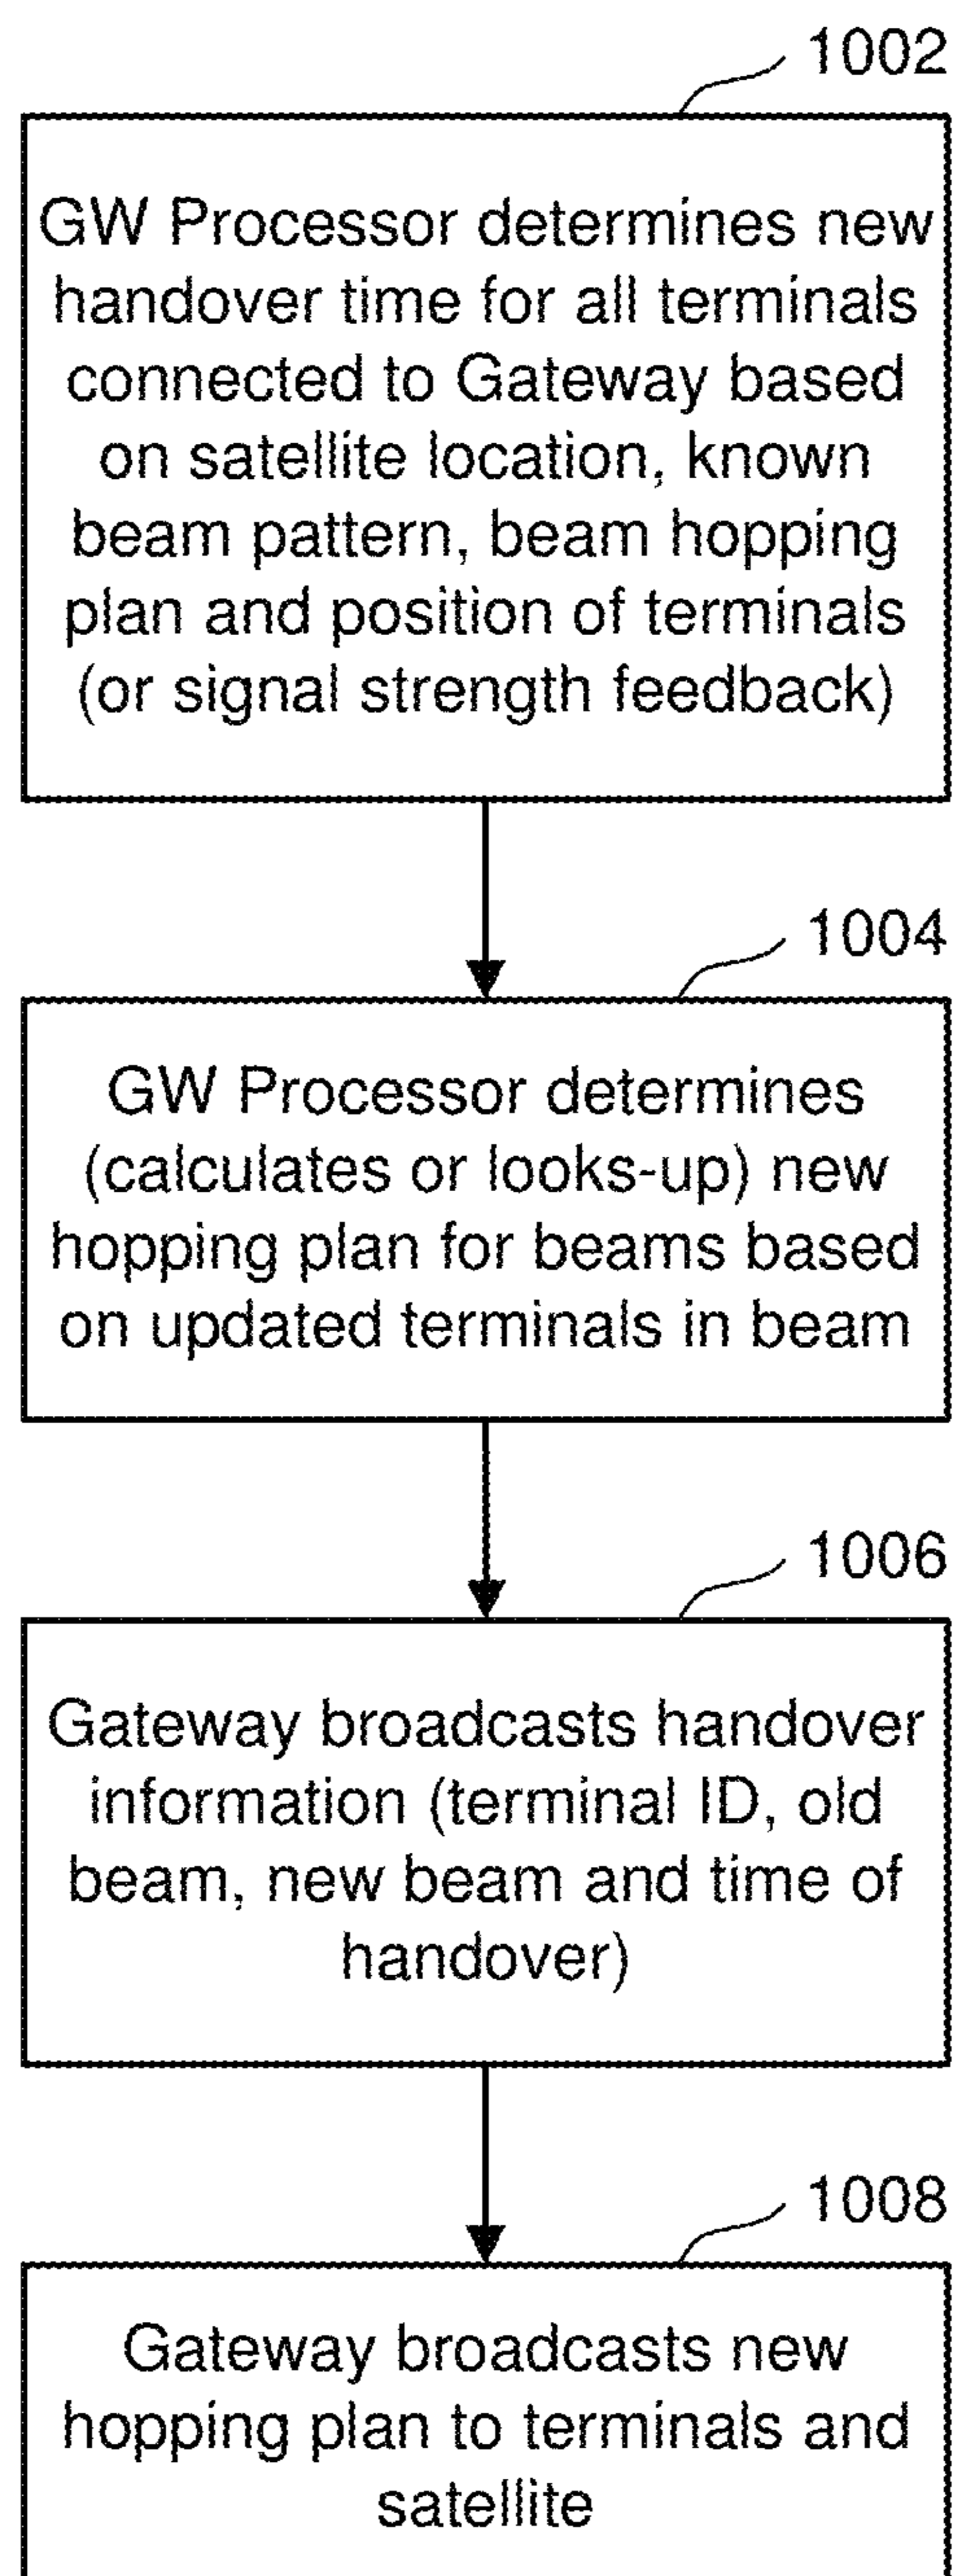 1002
GW Processor determines new
handover time for all terminals
connected to Gateway based
on satellite location, known
beam pattern, beam hopping
plan and position of terminals
(or signal strength feedback)
1004
GW Processor determines
(calculates or looks-up) new
hopping plan for beams based
on updated terminals in beam
1006
Gateway broadcasts handover
information (terminal ID, old
beam, new beam and time of
handover)
1008
Gateway broadcasts new
hopping plan to terminals and
satellite